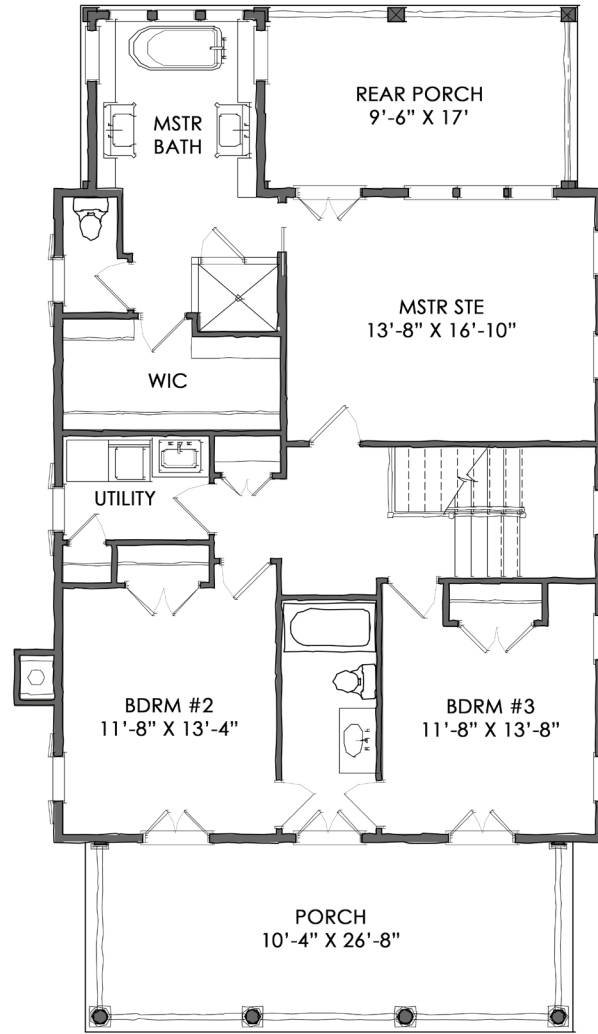 REAR PORCH
9'-6” X 17'
MSTR
BATH
MSTR STE
13'-8” X 16'-10”
WIC
UTILITY
BDRM #2
11'-8” X 13'-4”
BDRM #3
11'-8” X 13'-8”
PORCH
10'-4” X 26'-8”